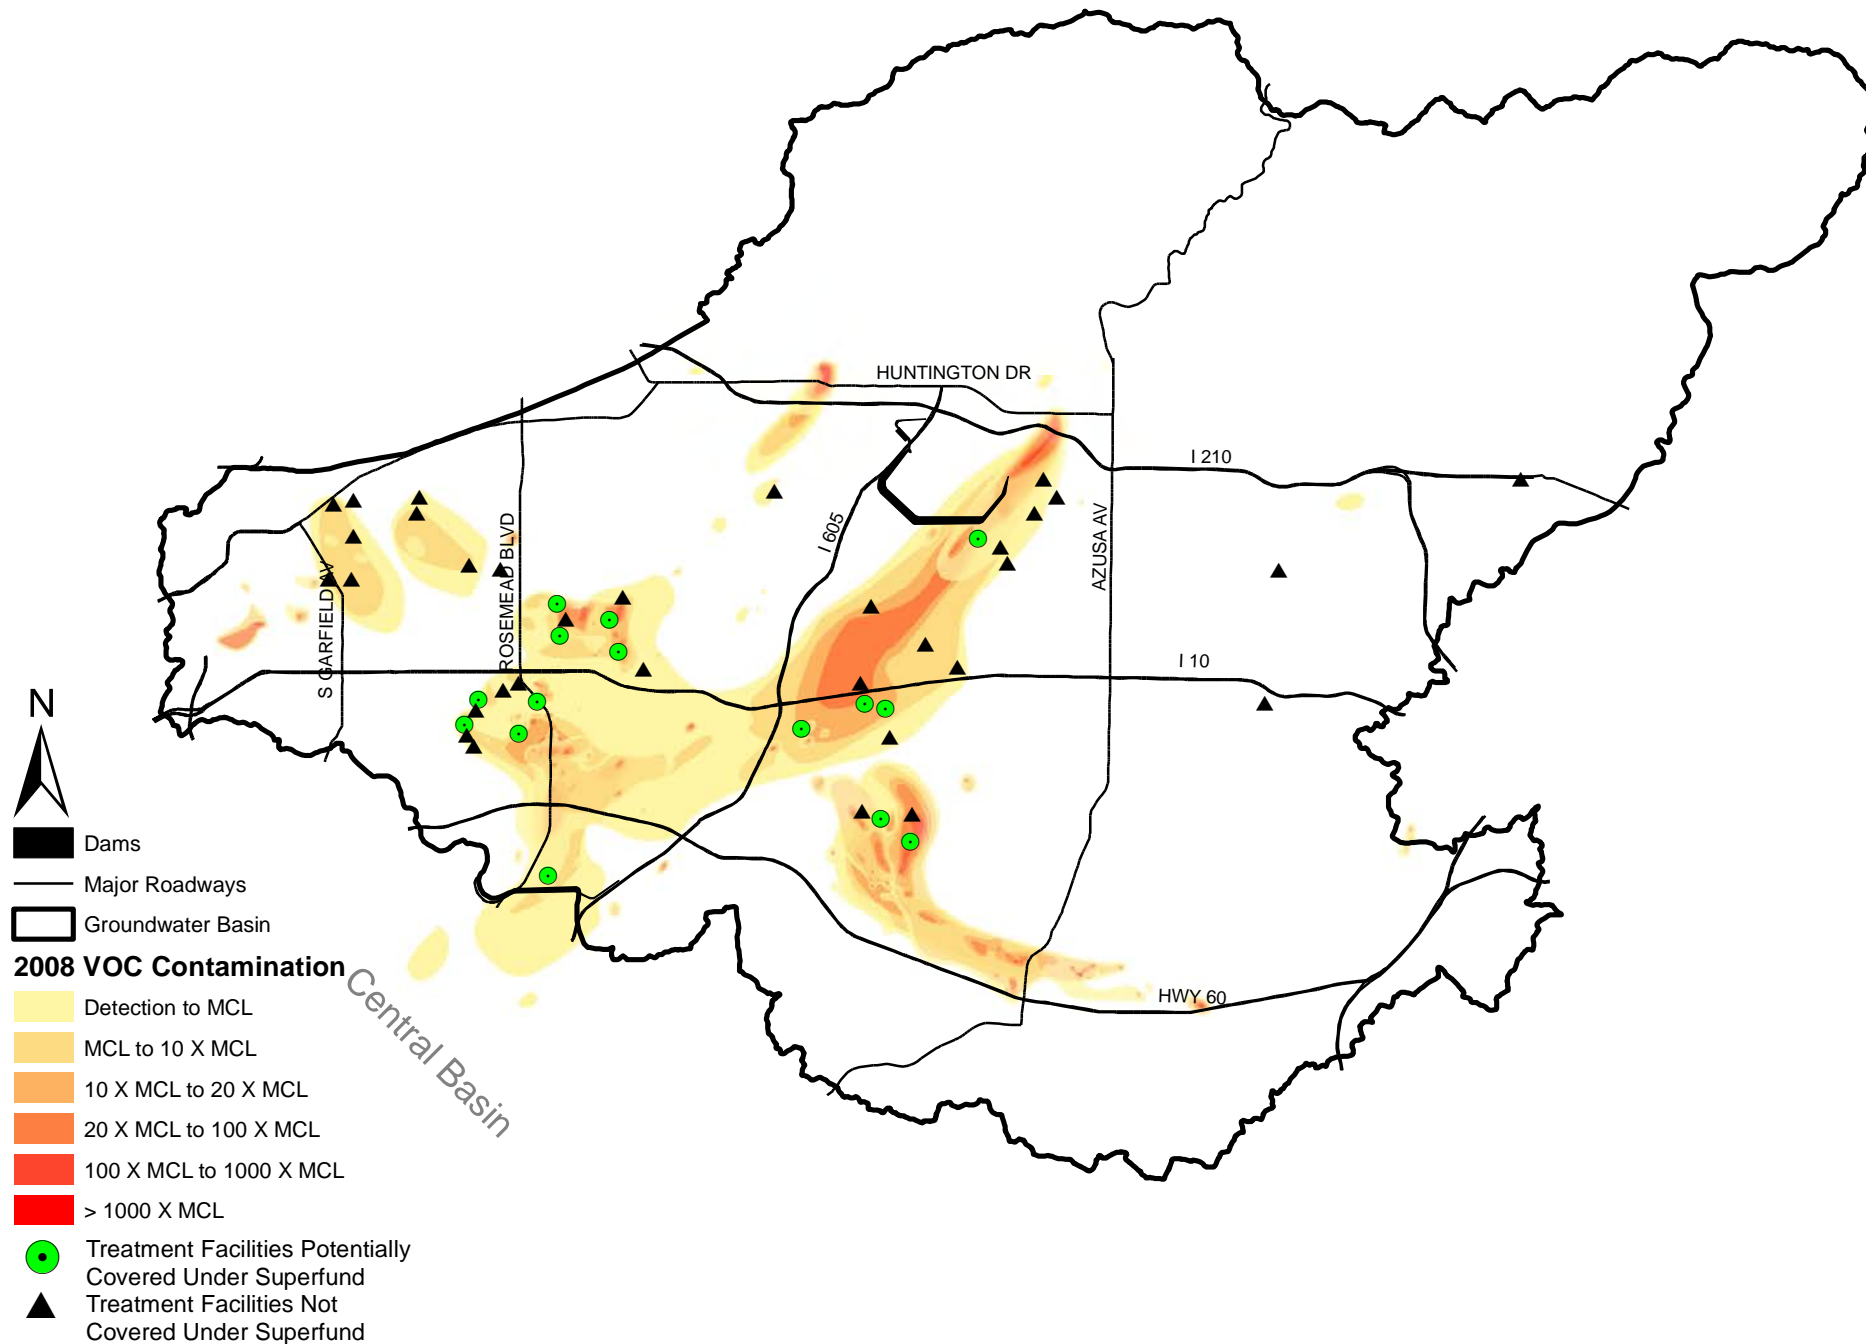 HUNTINGTON DR
I 210
I 605
AZUSA AV
ROSEMEAD BLVD
S GARFIELD AV
I 10
HWY 60
Central Basin
N
Dams
Major Roadways
Groundwater Basin
2008 VOC Contamination
Detection to MCL
MCL to 10 X MCL
10 X MCL to 20 X MCL
20 X MCL to 100 X MCL
100 X MCL to 1000 X MCL
> 1000 X MCL
Treatment Facilities Potentially
Covered Under Superfund
Treatment Facilities Not
Covered Under Superfund